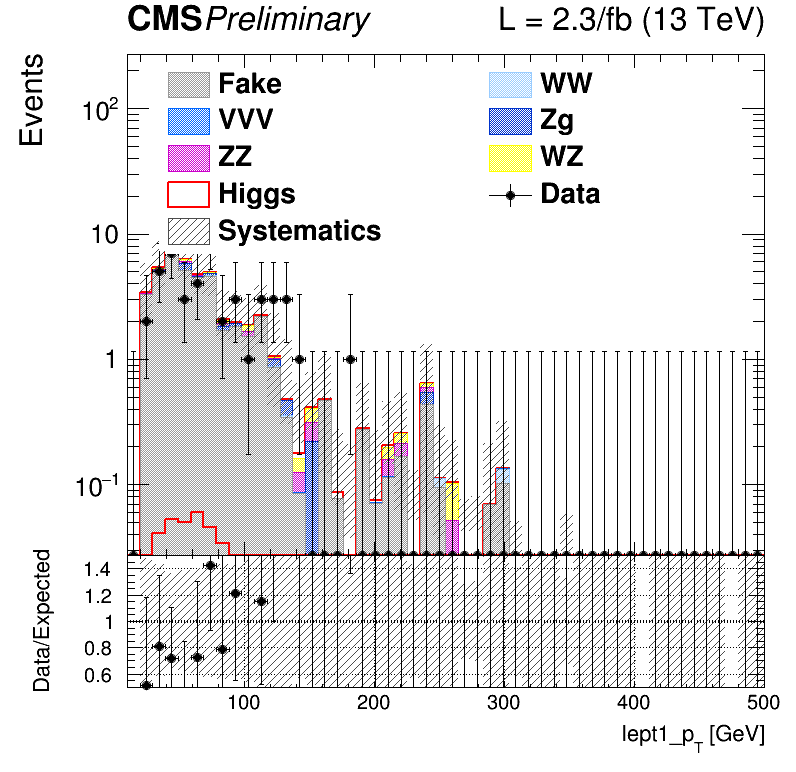 CMS Preliminary L = 2.3/fb (13 TeV)
Events
10²
10
1
10⁻¹
Fake
VVV
ZZ
Higgs
Systematics
WW
Zg
WZ
Data
Data/Expected
1.4
1.2
1
0.8
0.6
100 200 300 400 500
lept1_p_T [GeV]